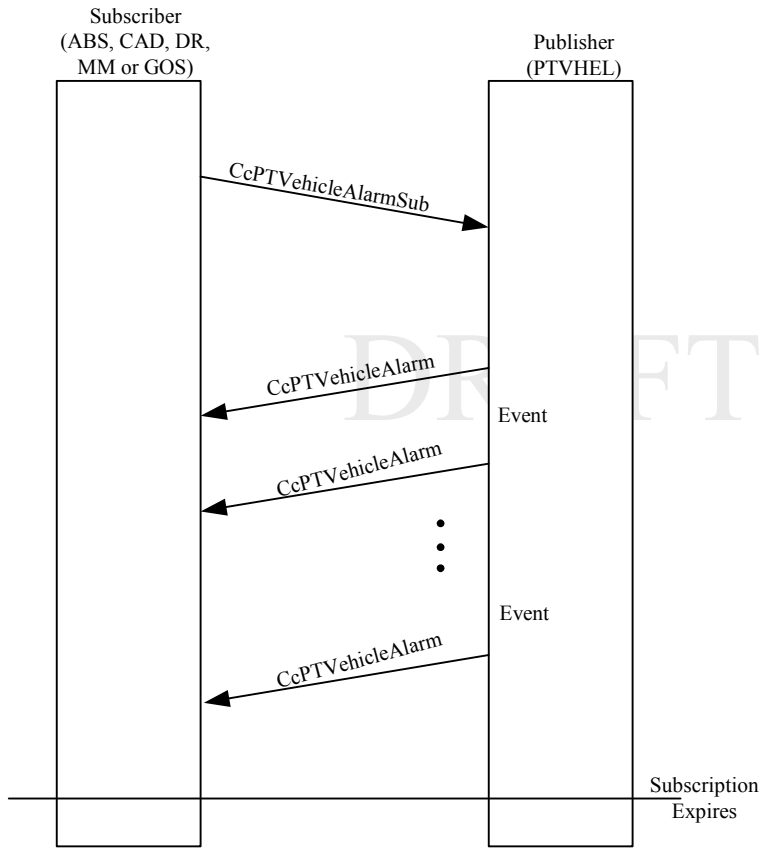 Subscriber
(ABS, CAD, DR,
MM or GOS)
Publisher
(PTVHEL)
CcPTVehicleAlarmSub
DRAFT
CcPTVehicleAlarm
Event
CcPTVehicleAlarm
Event
CcPTVehicleAlarm
Subscription
Expires